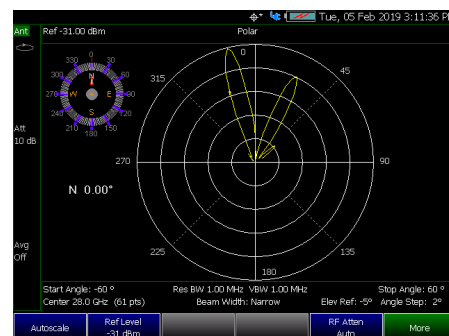 Tue, 05 Feb 2019 3:11:36 P
Ant Ref -31.00 dBm Polar
0
330 30
300 60
N
270 W E 90
S
240 120
210 150
180
0
315 45
270 90
225 135
180
Att
10 dB
N 0.00°
Avg
Off
Start Angle: -60 º Res BW 1.00 MHz VBW 1.00 MHz Stop Angle: 60 º
Center 28.0 GHz (61 pts) Beam Width: Narrow Elev Ref: -5º Angle Step: 2º
Autoscale Ref Level RF Atten More
-31 dBm Auto